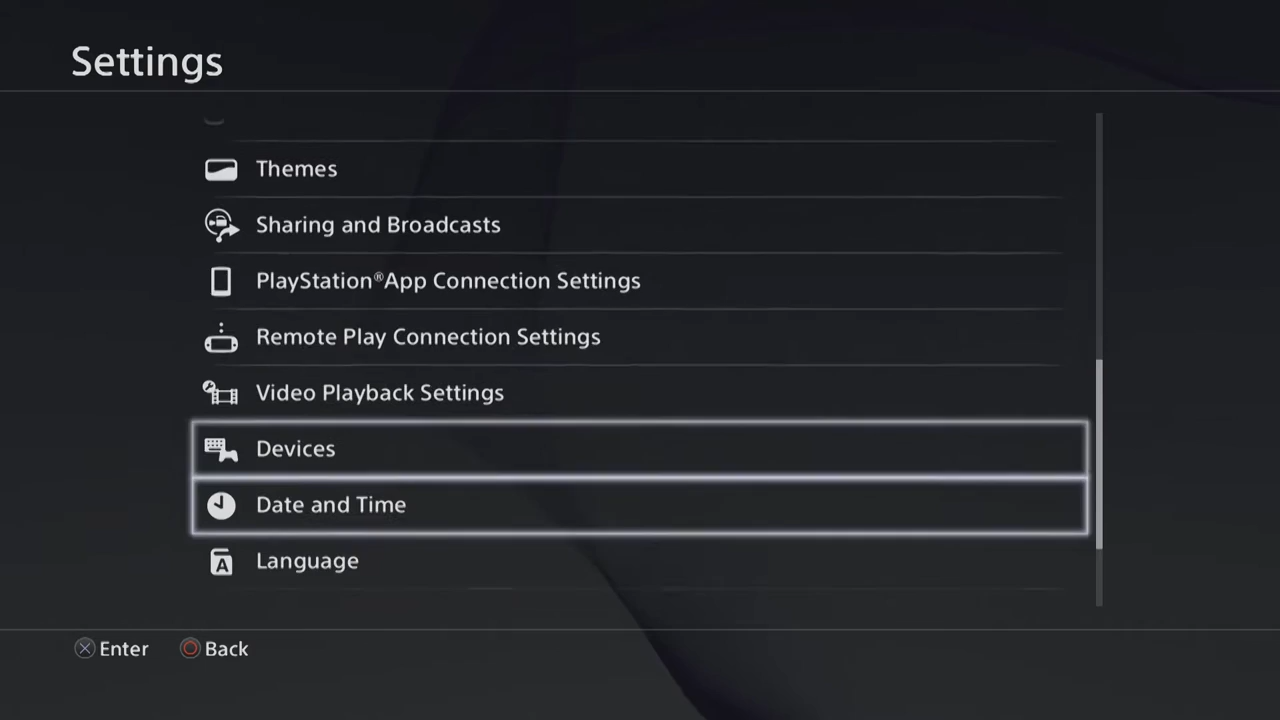 Settings
Themes
Sharing and Broadcasts
PlayStation®App Connection Settings
Remote Play Connection Settings
Video Playback Settings
Devices
Date and Time
A Language
Enter Back